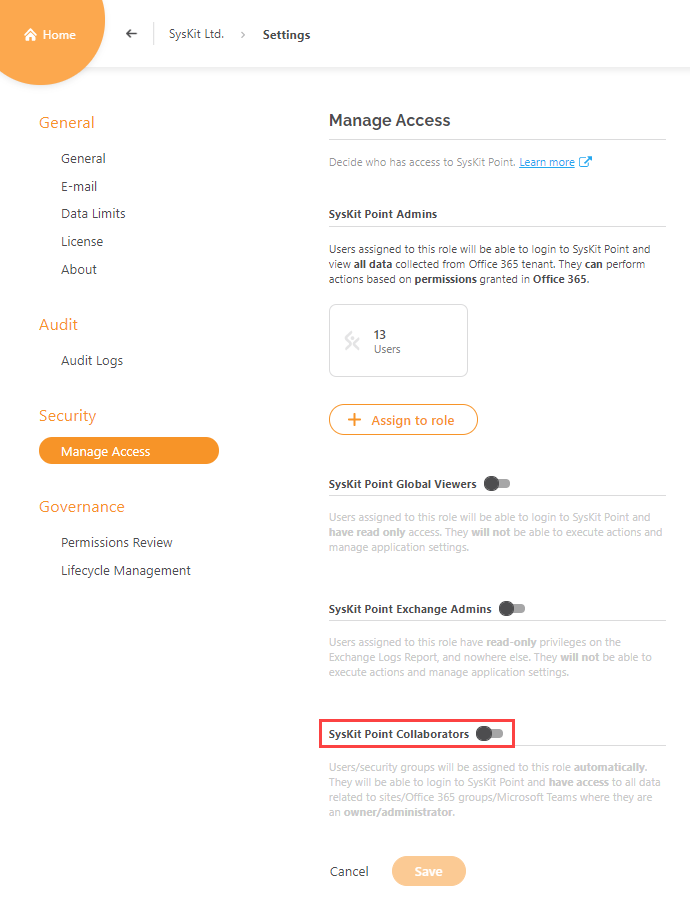 Home
SysKit Ltd.
Settings
General
General
E-mail
Data Limits
License
About
Audit
Audit Logs
Security
Manage Access
Governance
Permissions Review
Lifecycle Management
Manage Access
Decide who has access to SysKit Point. Learn more
SysKit Point Admins
Users assigned to this role will be able to login to SysKit Point and
view all data collected from Office 365 tenant. They can perform
actions based on permissions granted in Office 365.
13
Users
+ Assign to role
SysKit Point Global Viewers
Users assigned to this role will be able to login to SysKit Point and
have read only access. They will not be able to execute actions and
manage application settings.
SysKit Point Exchange Admins
Users assigned to this role have read-only privileges on the
Exchange Logs Report, and nowhere else. They will not be able to
execute actions and manage application settings.
SysKit Point Collaborators
Users/security groups will be assigned to this role automatically.
They will be able to login to SysKit Point and have access to all data
related to sites/Office 365 groups/Microsoft Teams where they are
an owner/administrator.
Cancel
Save